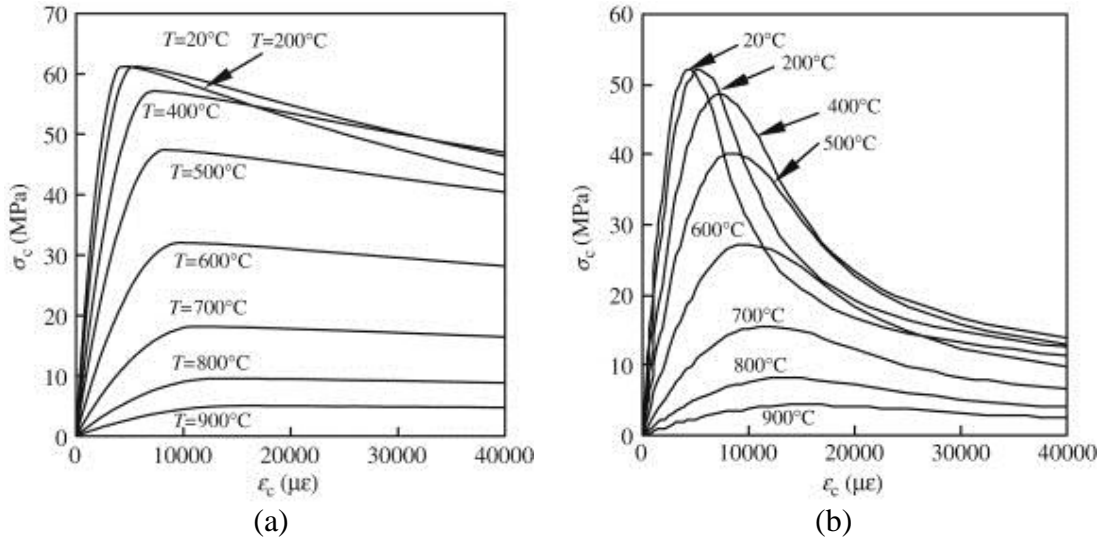 70
60
50
40
30
20
10
0
σc (MPa)
T=20°C
T=200°C
T=400°C
T=500°C
T=600°C
T=700°C
T=800°C
T=900°C
0 10000 20000 30000 40000
εc (με)
(a)
60
50
40
30
20
10
0
σc (MPa)
20°C
200°C
400°C
500°C
600°C
700°C
800°C
900°C
0 10000 20000 30000 40000
εc (με)
(b)